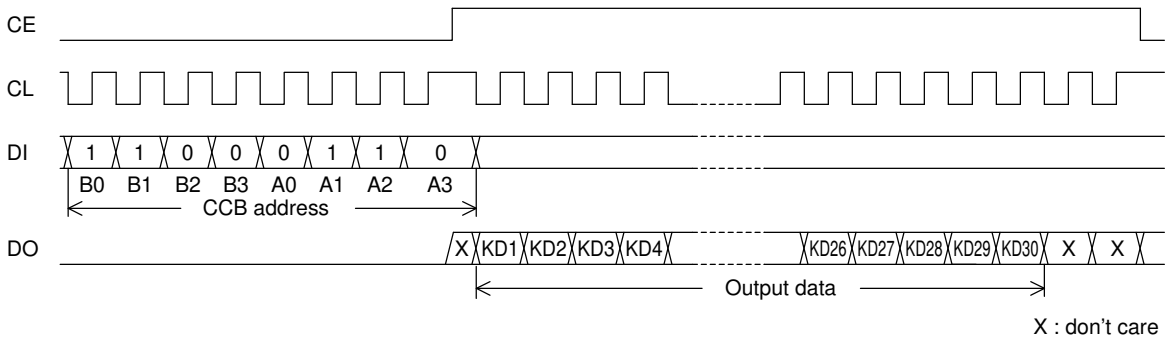 CE
CL
DI 1 1 0 0 0 1 1 0
B0 B1 B2 B3 A0 A1 A2 A3
CCB address
DO X KD1 KD2 KD3 KD4 KD26 KD27 KD28 KD29 KD30 X X
Output data
X : don't care